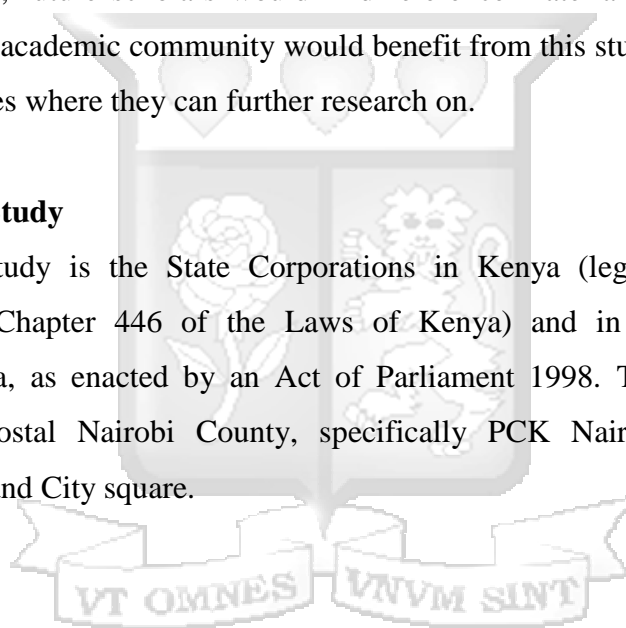 academic community would benefit from this stu
es where they can further research on.
tudy
tudy is the State Corporations in Kenya (leg
Chapter 446 of the Laws of Kenya) and in
a, as enacted by an Act of Parliament 1998. T
ostal Nairobi County, specifically PCK Nair
and City square.
VT OMNES VNVM SINT